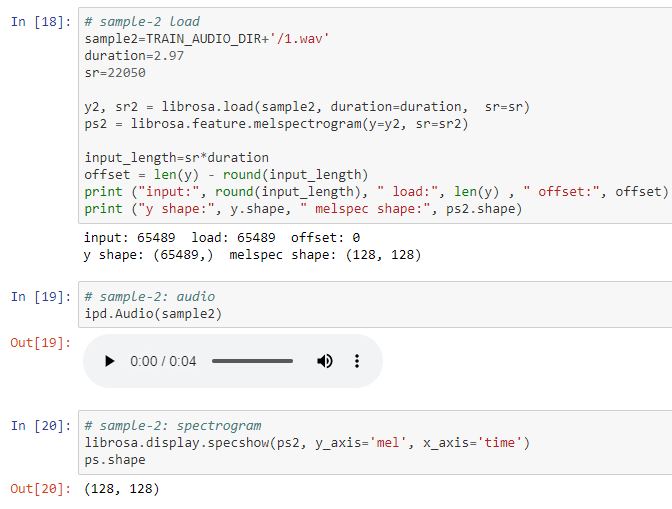 In [18]:
# sample-2 load
sample2=TRAIN_AUDIO_DIR+'/1.wav'
duration=2.97
sr=22050
y2, sr2 = librosa.load(sample2, duration=duration,  sr=sr)
ps2 = librosa.feature.melspectrogram(y=y2, sr=sr2)
input_length=sr*duration
offset = len(y) - round(input_length)
print ("input:", round(input_length), " load:", len(y) , " offset:", offset)
print ("y shape:", y.shape, " melspec shape:", ps2.shape)
input: 65489  load: 65489  offset: 0
y shape: (65489,)  melspec shape: (128, 128)
In [19]:
# sample-2: audio
ipd.Audio(sample2)
Out[19]:
0:00 / 0:04
In [20]:
# sample-2: spectrogram
librosa.display.specshow(ps2, y_axis='mel', x_axis='time')
ps.shape
Out[20]:
(128, 128)